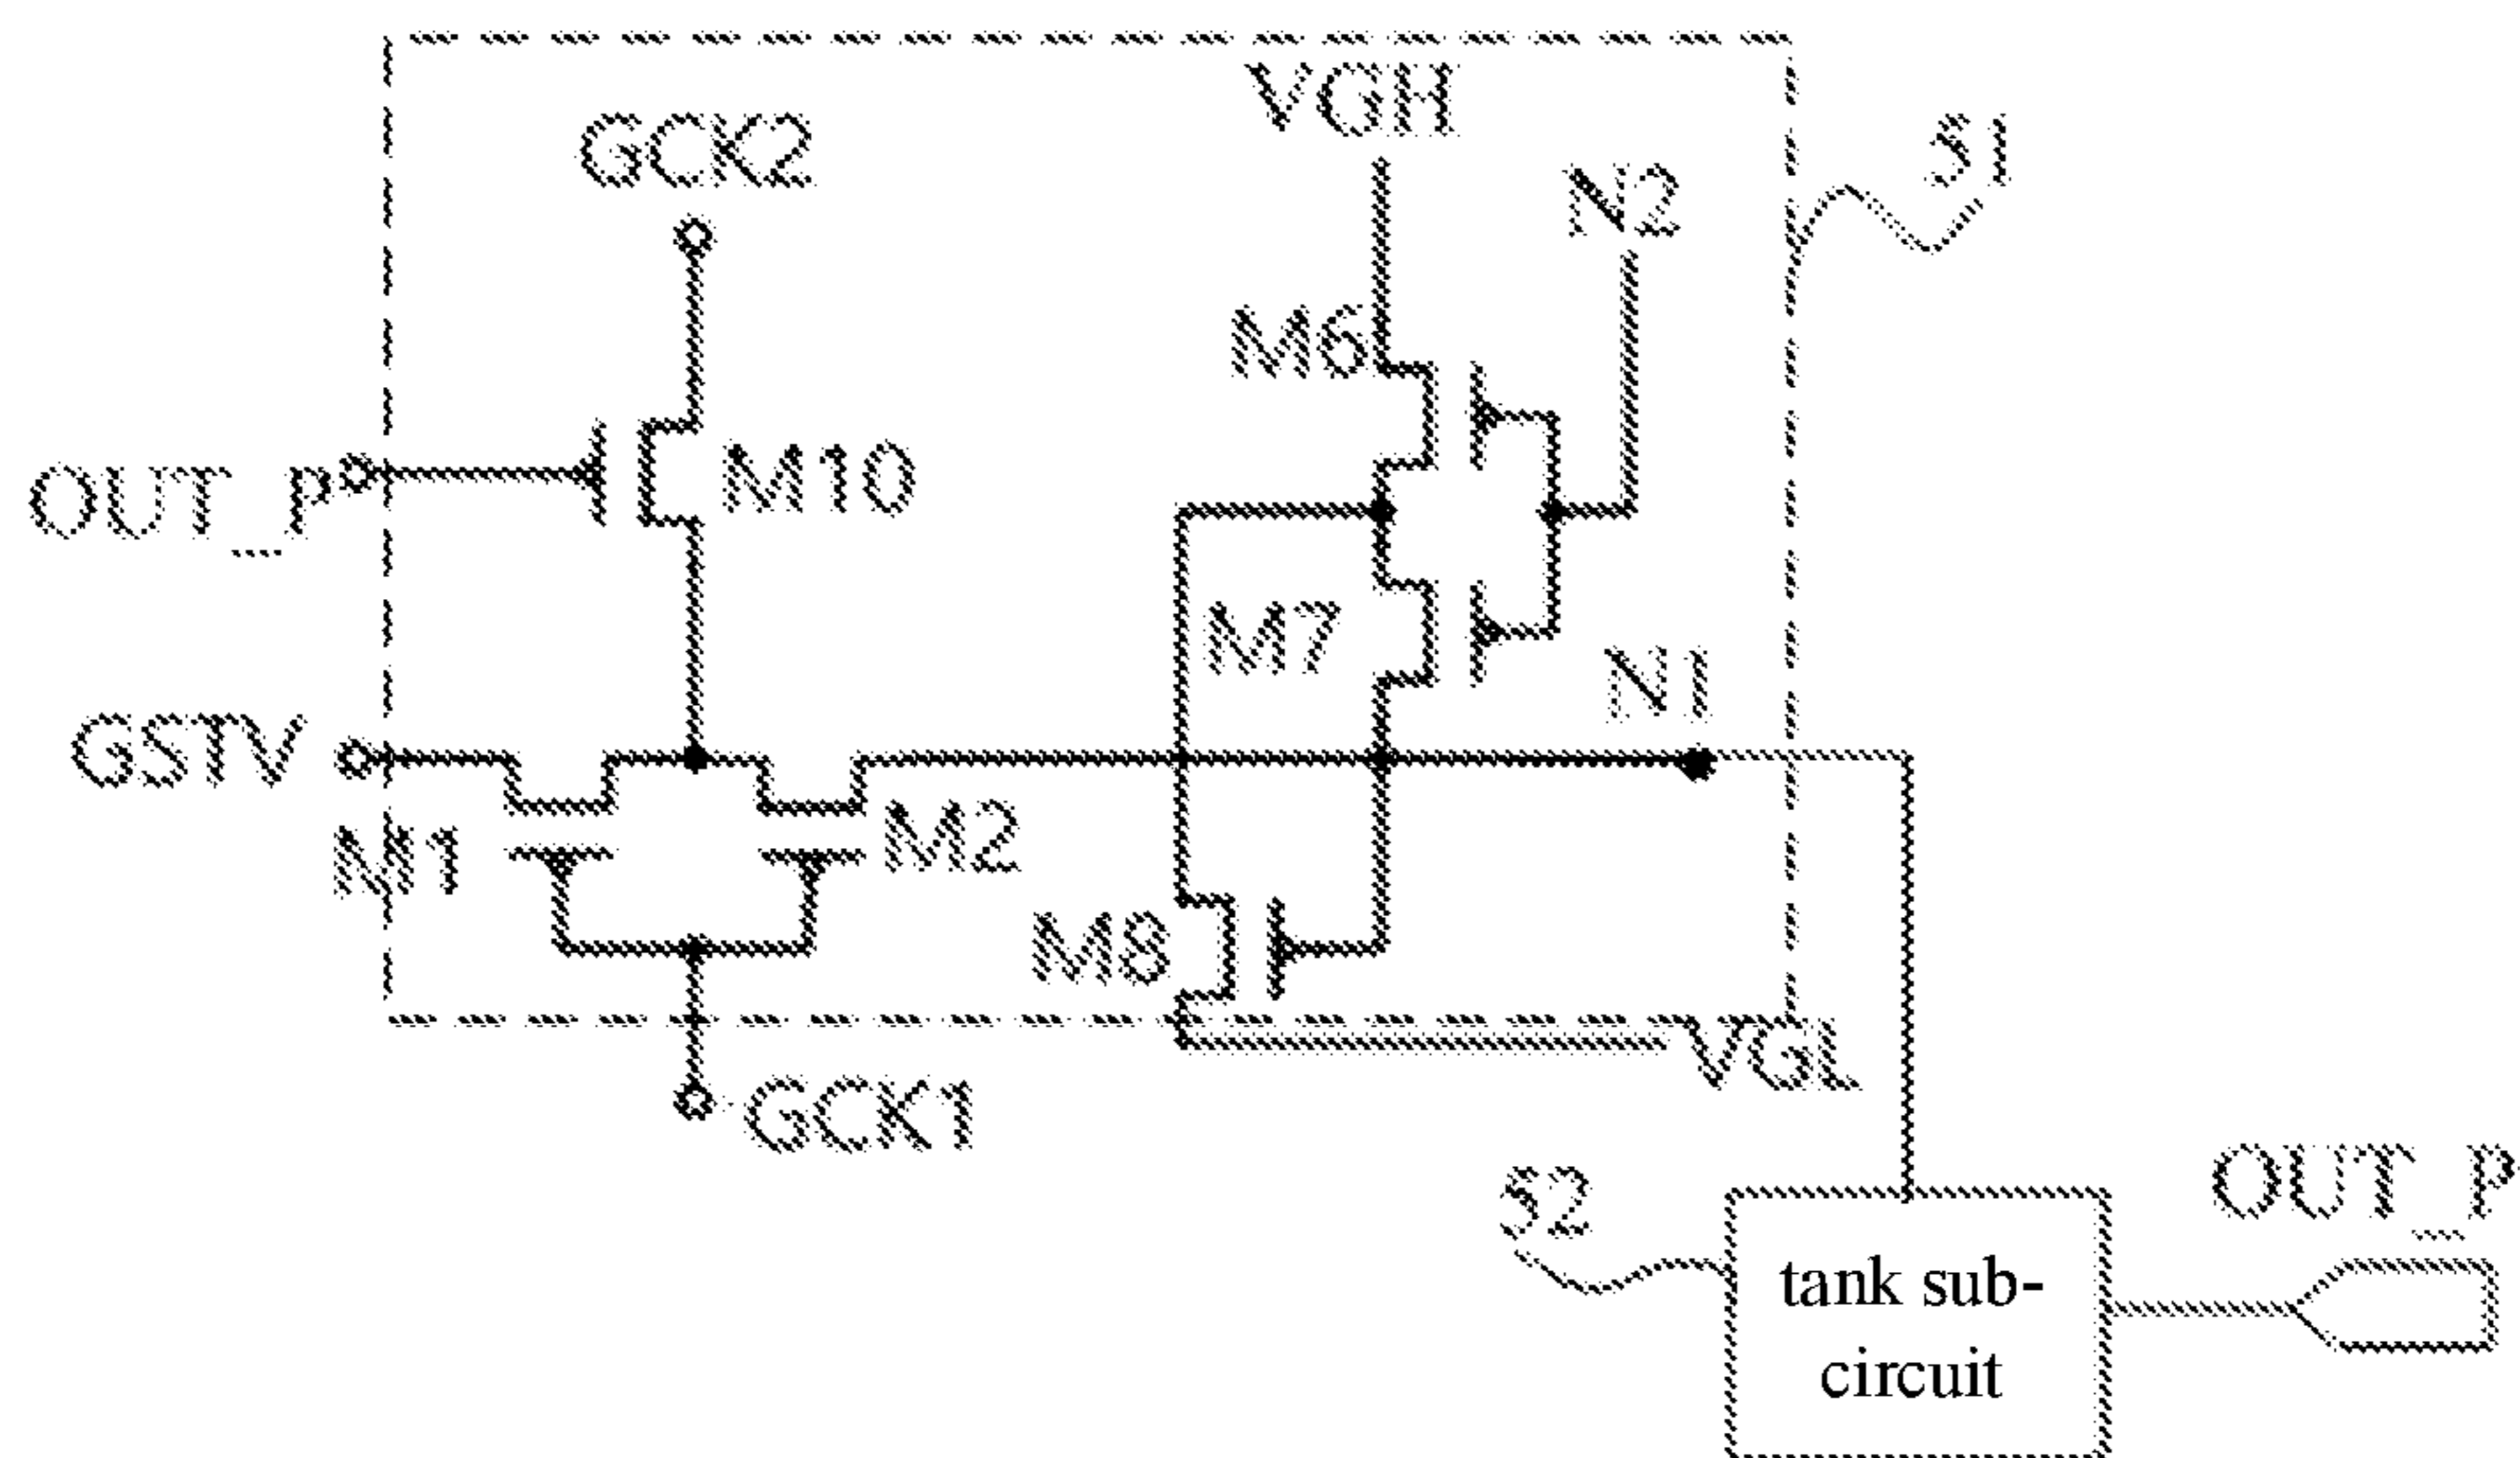 VGH
GCK2
51
N2
M6
OUT_P
M10
M7
N1
GSTV
M1
M2
M8
VGL
GCK1
52
OUT_P
tank sub-
circuit